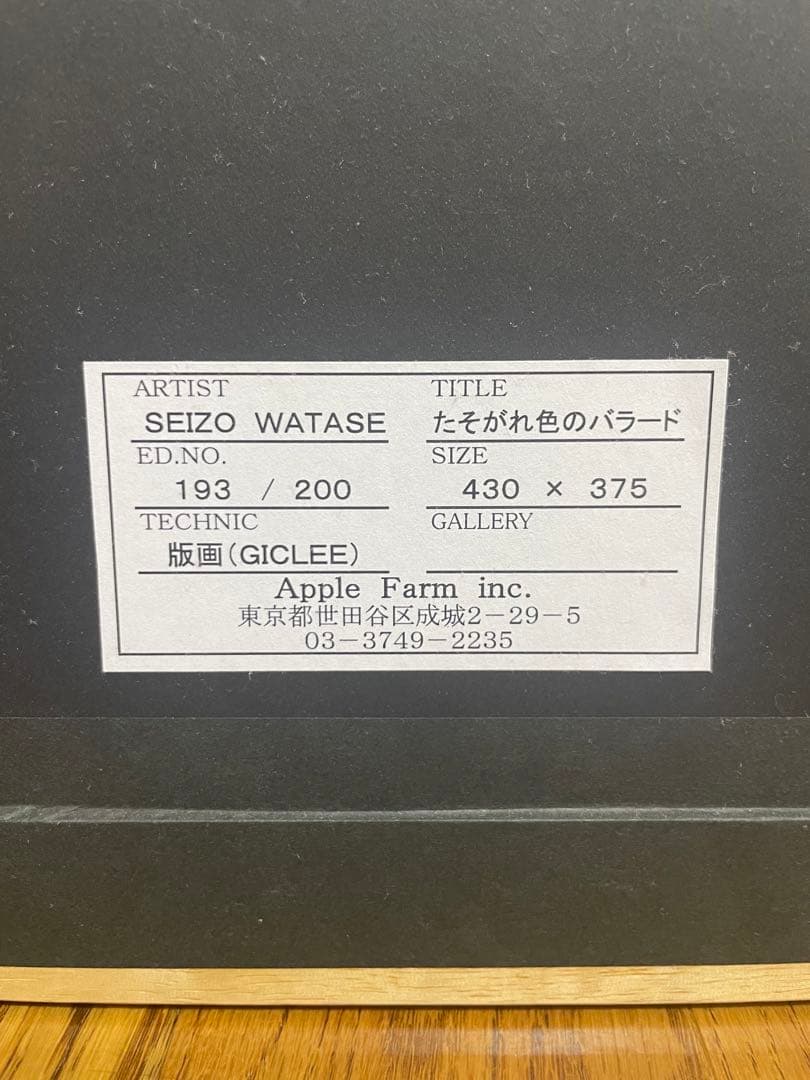 ARTIST TITLE
SEIZO WATASE たそがれ色のバラード
ED.NO. SIZE
193 / 200 430 × 375
TECHNIC GALLERY
版画(GICLEE)
Apple Farm inc.
東京都世田谷区成城2−29−5
03−3749−2235